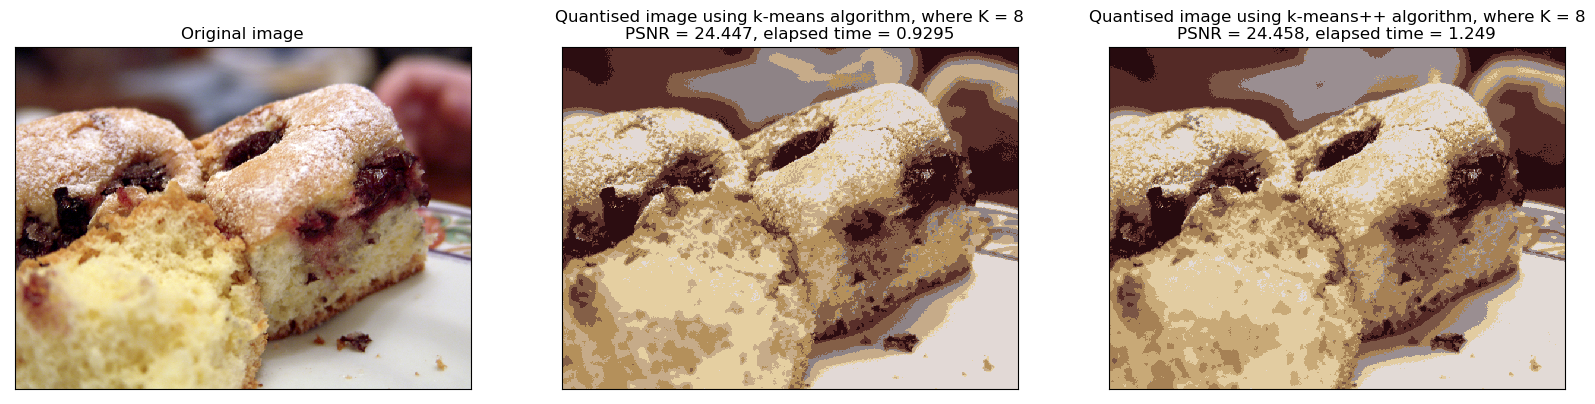 Original image
Quantised image using k-means algorithm, where K = 8
PSNR = 24.447, elapsed time = 0.9295
Quantised image using k-means++ algorithm, where K = 8
PSNR = 24.458, elapsed time = 1.249